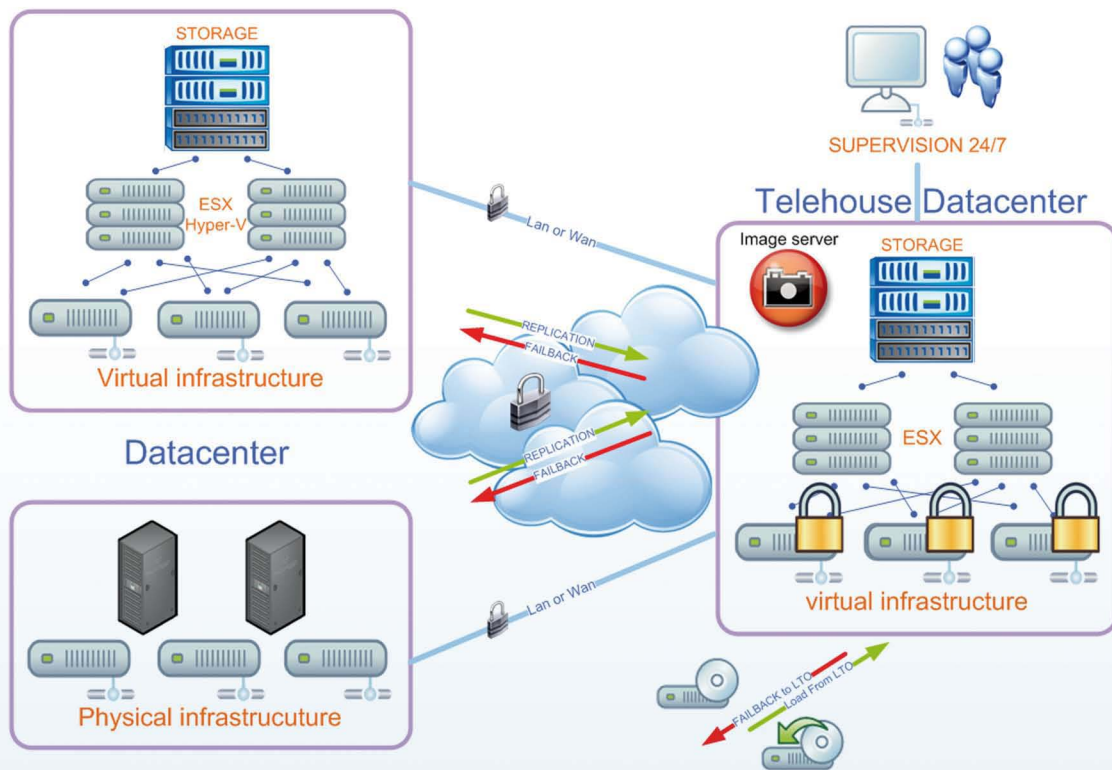 STORAGE
ESX
Hyper-V
Virtual infrastructure
Datacenter
Physical infrastrucuture
Lan or Wan
REPLICATION
FAILBACK
REPLICATION
FAILBACK
Lan or Wan
SUPERVISION 24/7
Telehouse Datacenter
Image server
STORAGE
ESX
virtual infrastructure
FAILBACK to LTO
Load From LTO